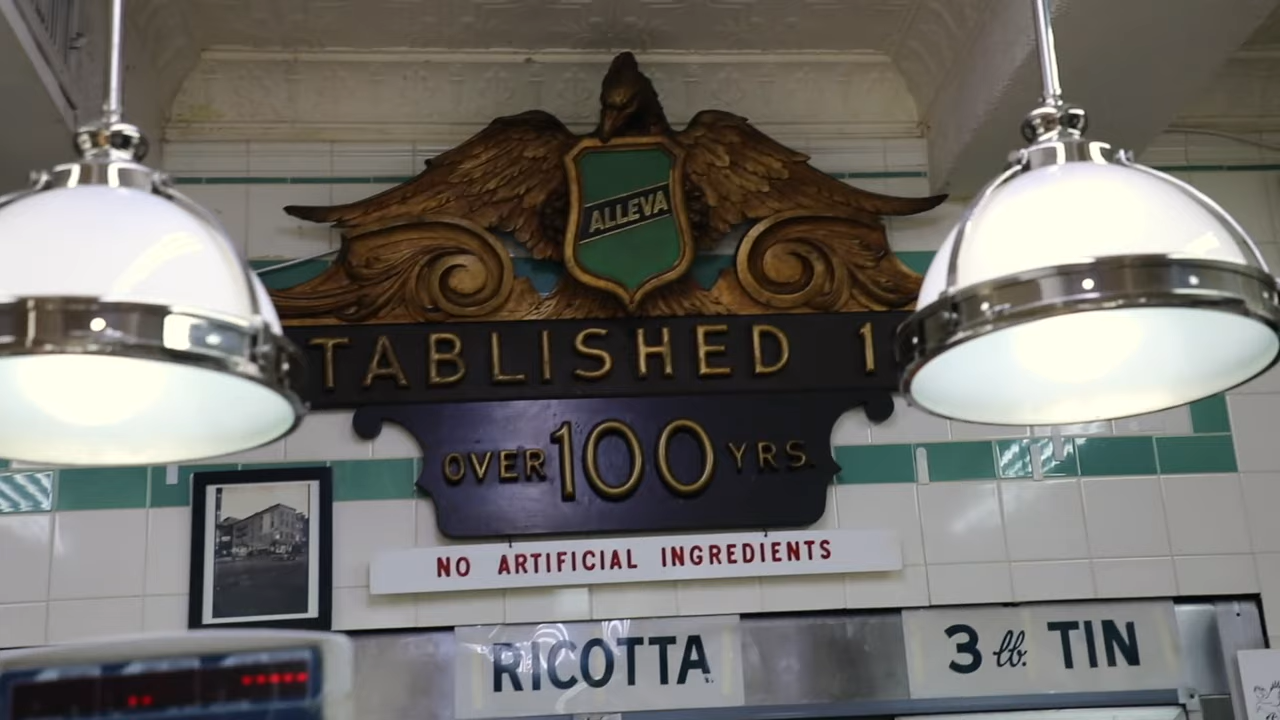 ALLEVA
TABLISHED 1
OVER 100 YRS.
NO ARTIFICIAL INGREDIENTS
RICOTTA
3 lb. TIN